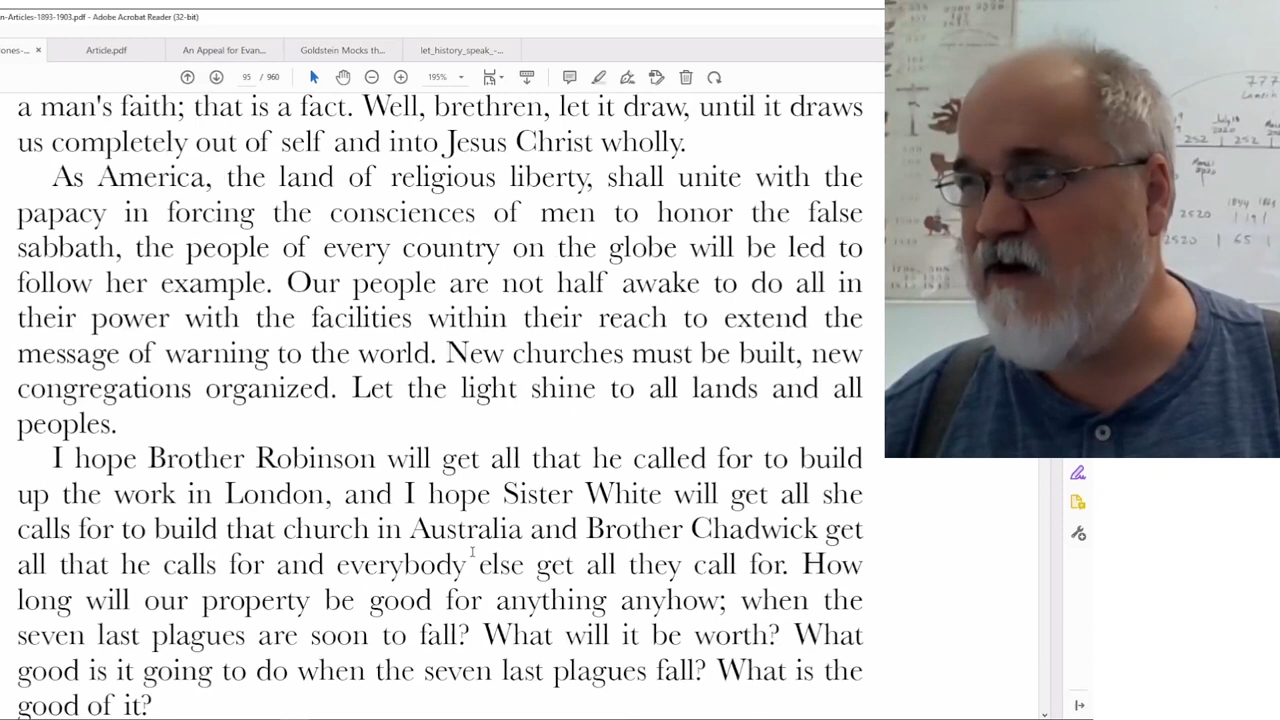 n-Articles-1893-1903.pdf - Adobe Acrobat Reader (32-bit)
ones-... × Article.pdf An Appeal for Evan... Goldstein Mocks th... let_history_speak_-...
95 / 960 195%
a man's faith; that is a fact. Well, brethren, let it draw, until it draws
us completely out of self and into Jesus Christ wholly.
As America, the land of religious liberty, shall unite with the
papacy in forcing the consciences of men to honor the false
sabbath, the people of every country on the globe will be led to
follow her example. Our people are not half awake to do all in
their power with the facilities within their reach to extend the
message of warning to the world. New churches must be built, new
congregations organized. Let the light shine to all lands and all
peoples.
I hope Brother Robinson will get all that he called for to build
up the work in London, and I hope Sister White will get all she
calls for to build that church in Australia and Brother Chadwick get
all that he calls for and everybody else get all they call for. How
long will our property be good for anything anyhow; when the
seven last plagues are soon to fall? What will it be worth? What
good is it going to do when the seven last plagues fall? What is the
good of it?
777
July 18
2020
252 252
2520
2520 65